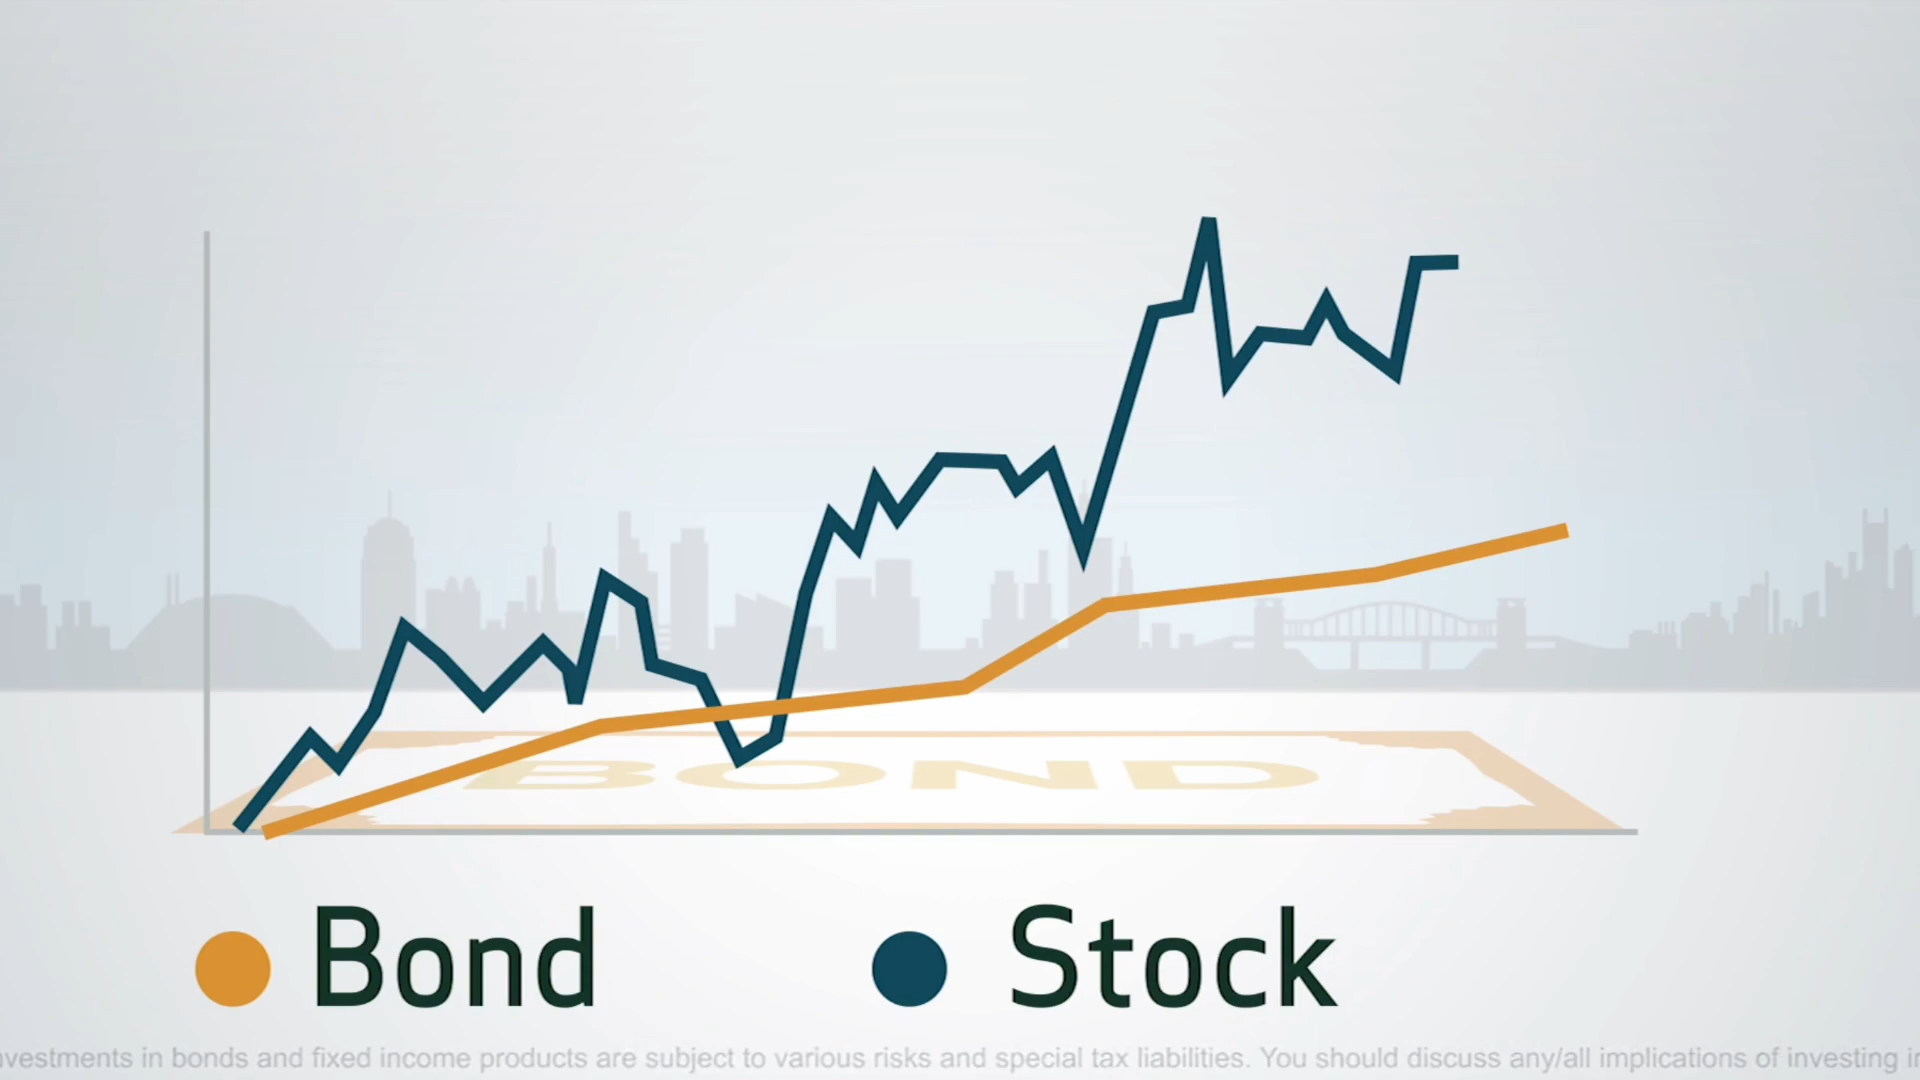 BOND
Bond
Stock
investments in bonds and fixed income products are subject to various risks and special tax liabilities. You should discuss any/all implications of investing